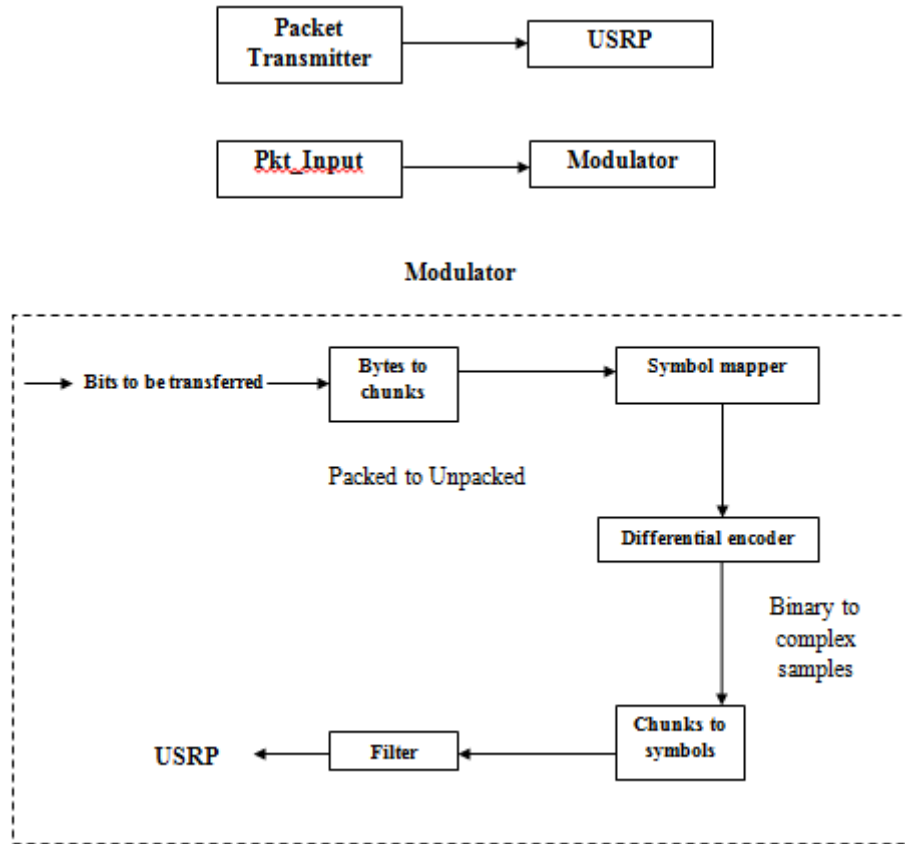 Packet
Transmitter
USRP
Pkt_Input
Modulator
Modulator
Bits to be transferred
Bytes to
chunks
Symbol mapper
Packed to Unpacked
Differential encoder
Binary to
complex
samples
Chunks to
symbols
Filter
USRP